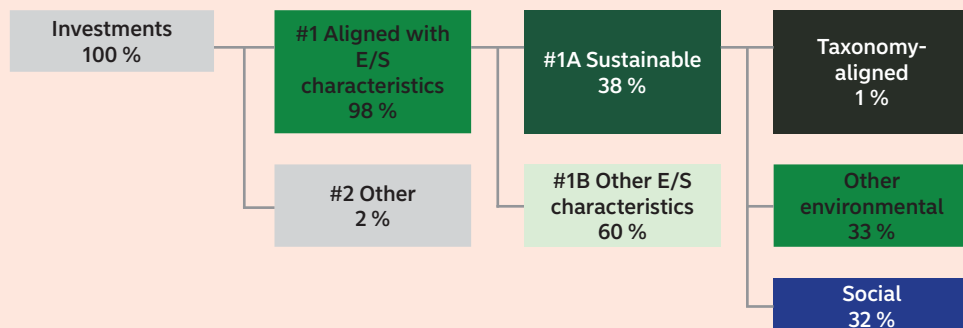 Investments
100 %
#1 Aligned with
E/S
characteristics
98 %
#1A Sustainable
38 %
Taxonomy-
aligned
1 %
#2 Other
2 %
#1B Other E/S
characteristics
60 %
Other
environmental
33 %
Social
32 %